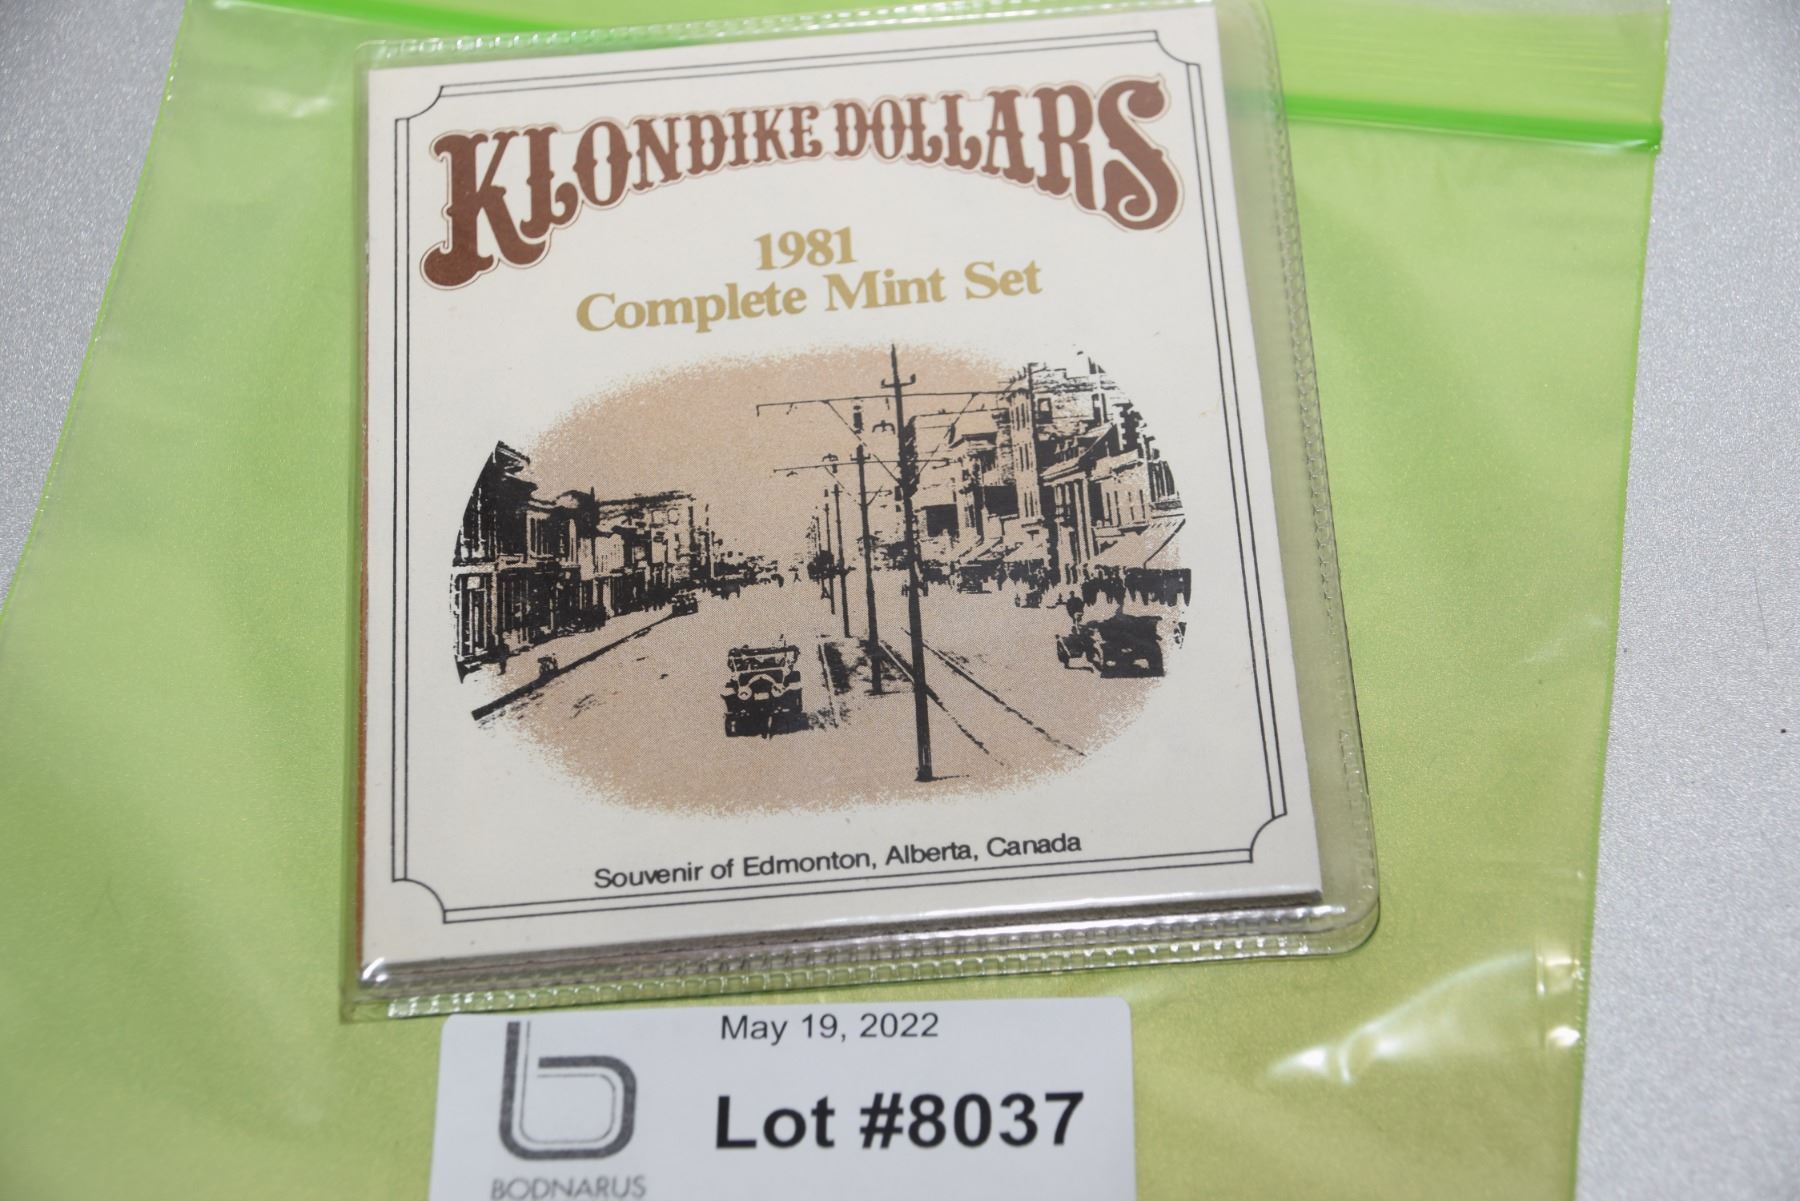 KLONDIKE DOLLARS
1981
Complete Mint Set
Souvenir of Edmonton, Alberta, Canada
May 19, 2022
Lot #8037
b
BODNARUS